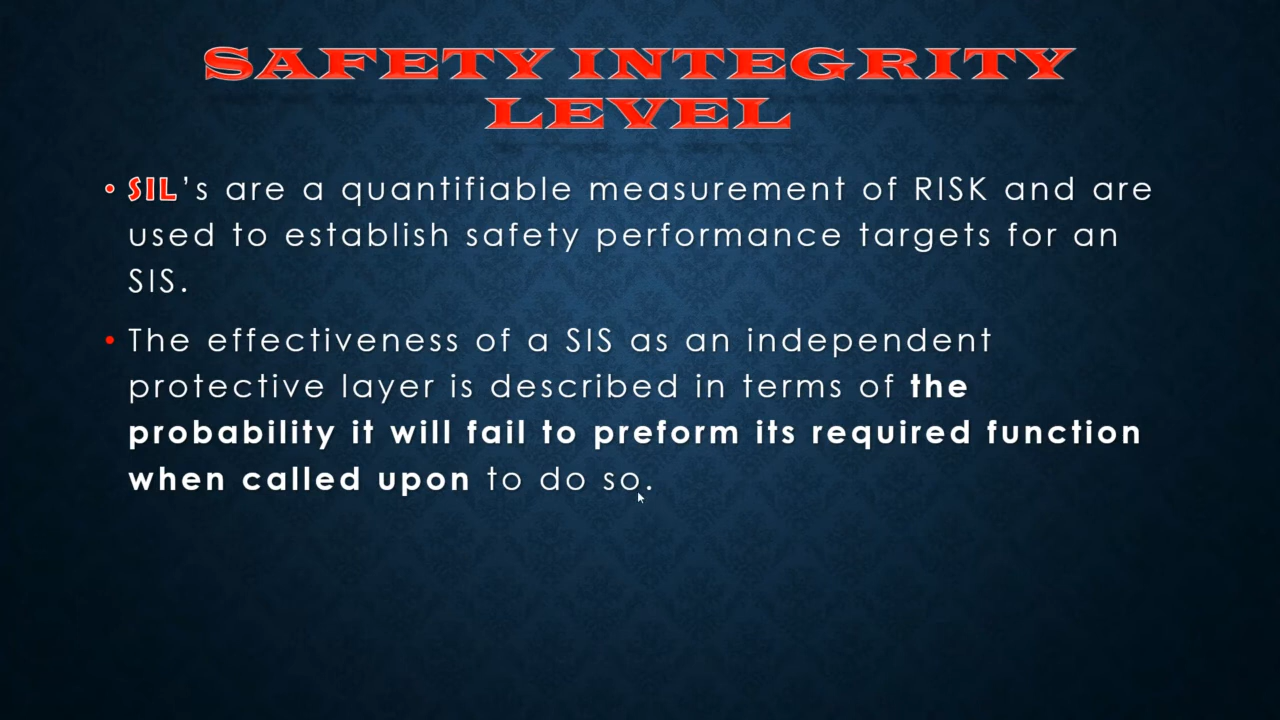 SAFETY INTEGRITY
LEVEL
• SIL's are a quantifiable measurement of RISK and are
used to establish safety performance targets for an
SIS.
• The effectiveness of a SIS as an independent
protective layer is described in terms of the
probability it will fail to preform its required function
when called upon to do so.